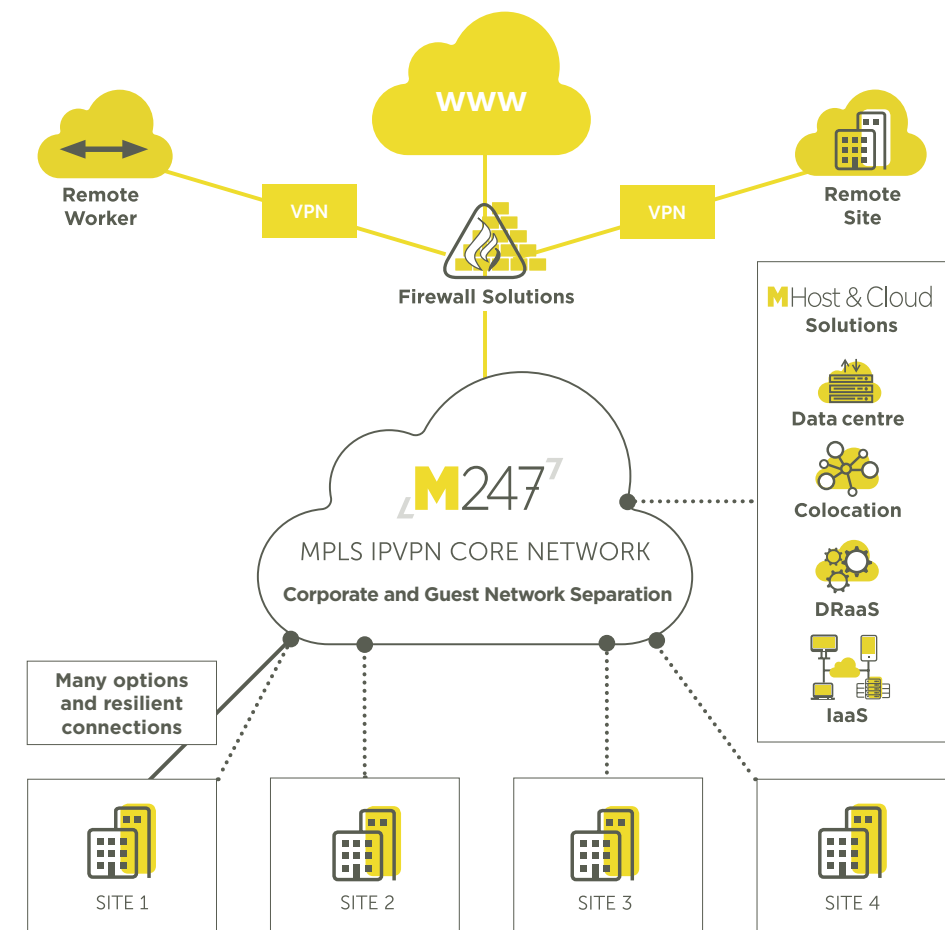 WWW
Remote
Worker
VPN
VPN
Remote
Site
Firewall Solutions
MHost & Cloud
Solutions
Data centre
Colocation
DRaaS
IaaS
M247
MPLS IPVPN CORE NETWORK
Corporate and Guest Network Separation
Many options
and resilient
connections
SITE 1
SITE 2
SITE 3
SITE 4